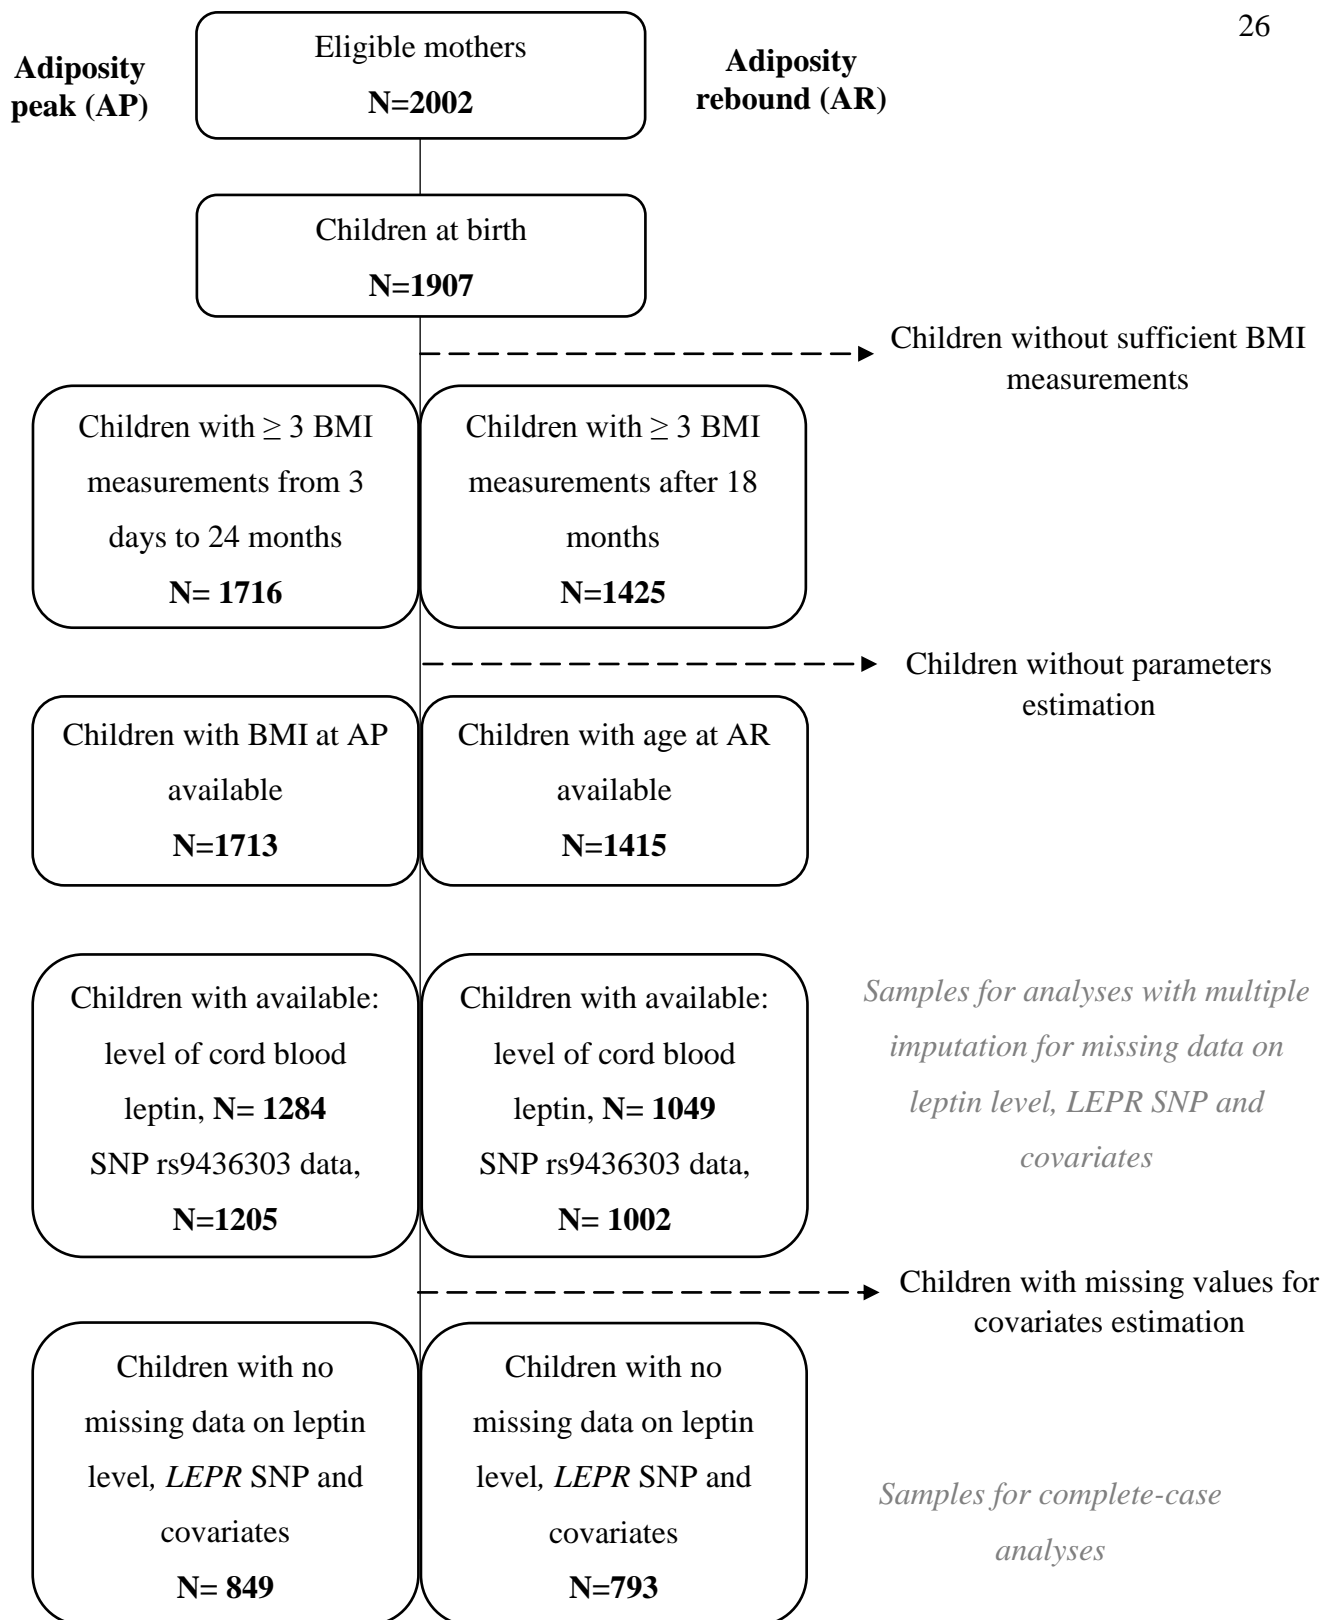 26
Adiposity
peak (AP)
Eligible mothers
N=2002
Adiposity
rebound (AR)
Children at birth
N=1907
Children without sufficient BMI
measurements
Children with ≥ 3 BMI
measurements from 3
days to 24 months
N= 1716
Children with ≥ 3 BMI
measurements after 18
months
N=1425
Children without parameters
estimation
Children with BMI at AP
available
N=1713
Children with age at AR
available
N=1415
Children with available:
level of cord blood
leptin, N= 1284
SNP rs9436303 data,
N=1205
Children with available:
level of cord blood
leptin, N= 1049
SNP rs9436303 data,
N= 1002
Samples for analyses with multiple
imputation for missing data on
leptin level, LEPR SNP and
covariates
Children with missing values for
covariates estimation
Children with no
missing data on leptin
level, LEPR SNP and
covariates
N= 849
Children with no
missing data on leptin
level, LEPR SNP and
covariates
N=793
Samples for complete-case
analyses